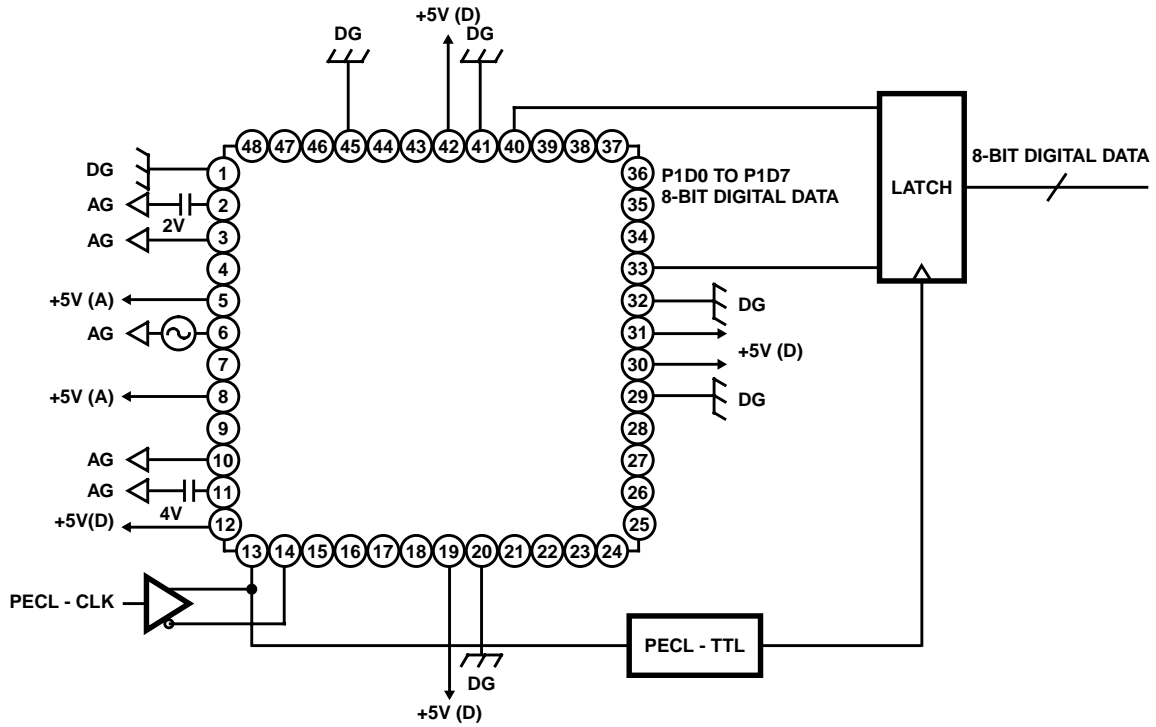 +5V (D)
DG
DG
48 47 46 45 44 43 42 41 40 39 38 37
DG
1
AG
2
2V
AG
3
4
+5V (A)
5
AG
6
7
+5V (A)
8
9
AG
10
AG
11
4V
+5V(D)
12
36
P1D0 TO P1D7
8-BIT DIGITAL DATA
35
34
33
32
DG
31
+5V (D)
30
29
DG
28
27
26
25
LATCH
8-BIT DIGITAL DATA
13 14 15 16 17 18 19 20 21 22 23 24
PECL - CLK
PECL - TTL
DG
+5V (D)